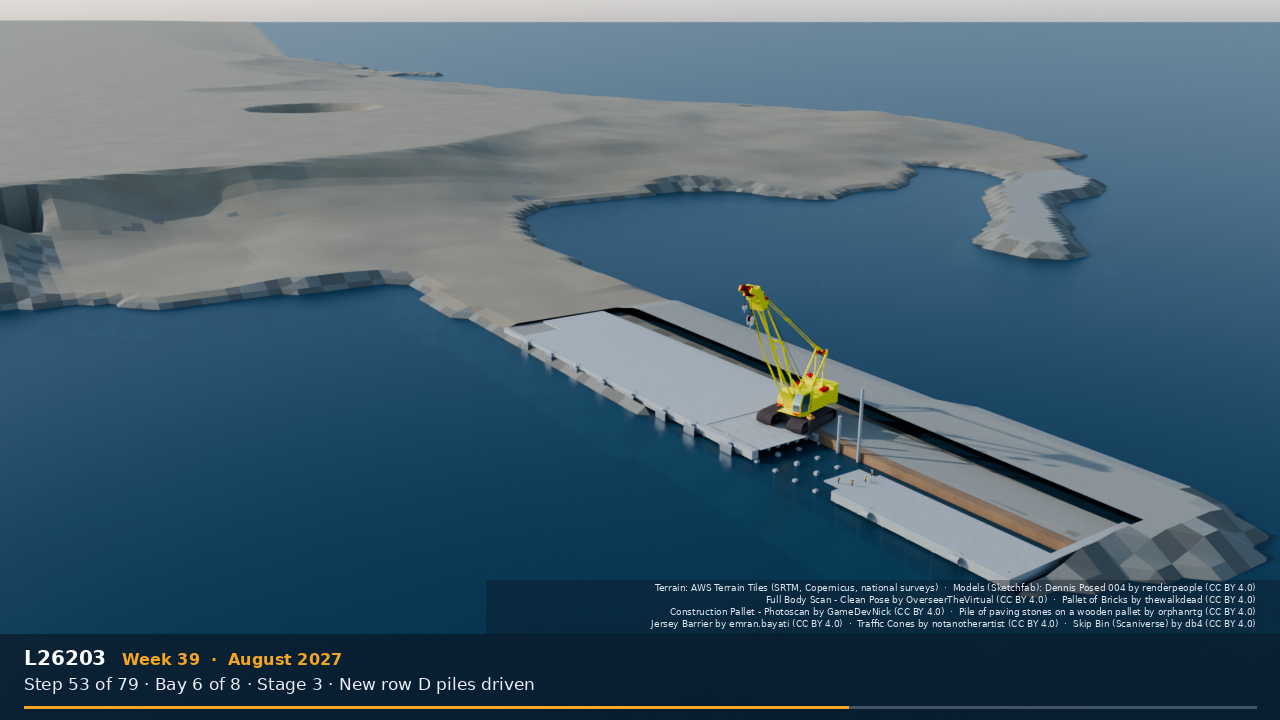 Terrain: AWS Terrain Tiles (SRTM, Copernicus, national surveys) · Models (Sketchfab): Dennis Posed 004 by renderpeople (CC BY 4.0)
Full Body Scan - Clean Pose by OverseerTheVirtual (CC BY 4.0) · Pallet of Bricks by thewalkdead (CC BY 4.0)
Construction Pallet - Photoscan by GameDevNick (CC BY 4.0) · Pile of paving stones on a wooden pallet by orphanrtg (CC BY 4.0)
Jersey Barrier by emran.bayati (CC BY 4.0) · Traffic Cones by notanotherartist (CC BY 4.0) · Skip Bin (Scaniverse) by db4 (CC BY 4.0)
L26203 Week 39 · August 2027
Step 53 of 79 · Bay 6 of 8 · Stage 3 · New row D piles driven